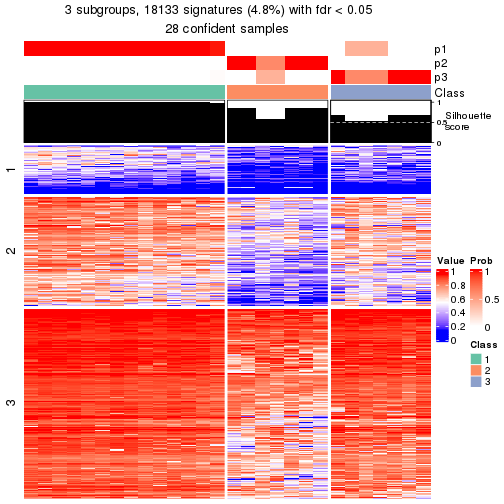 3 subgroups, 18133 signatures (4.8%) with fdr < 0.05
28 confident samples
p1
p2
p3
Class
1
0.5
0
Silhouette
score
1
2
3
Value Prob
1 1
0.8
0.6 0.5
0.4
0.2 0
0
Class
1
2
3